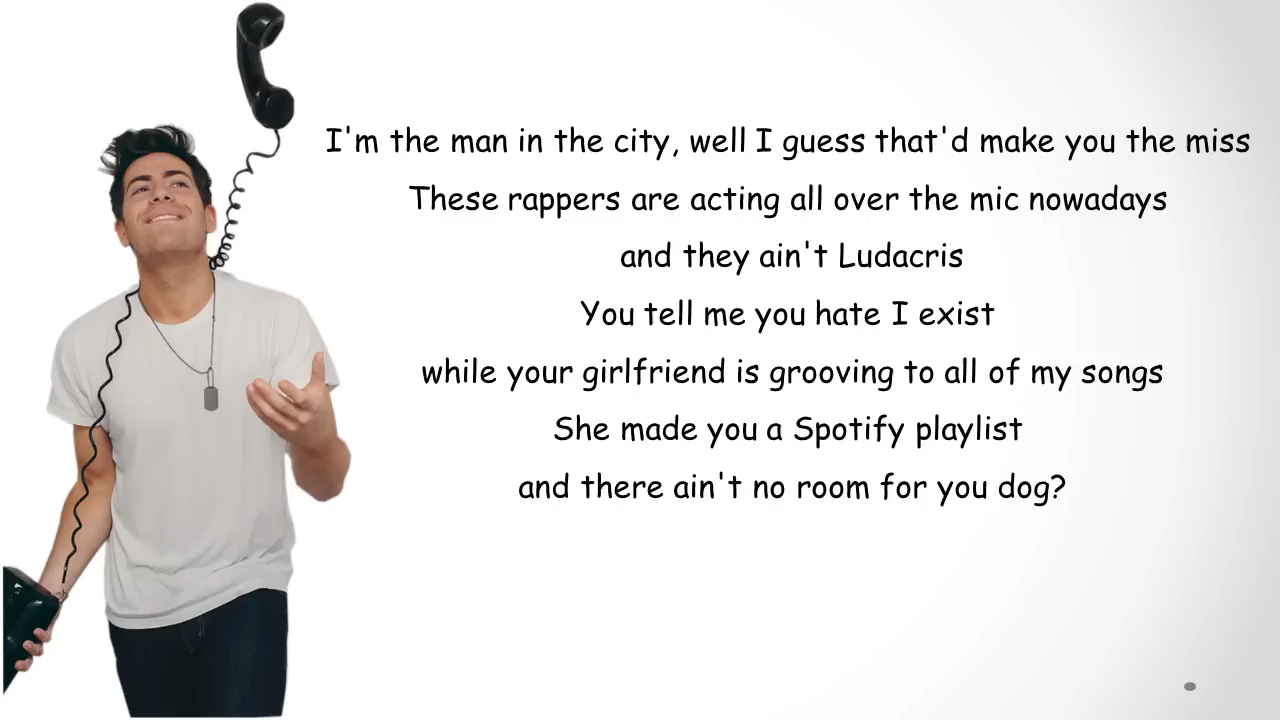 I'm the man in the city, well I guess that'd make you the miss
These rappers are acting all over the mic nowadays
and they ain't Ludacris
You tell me you hate I exist
while your girlfriend is grooving to all of my songs
She made you a Spotify playlist
and there ain't no room for you dog?